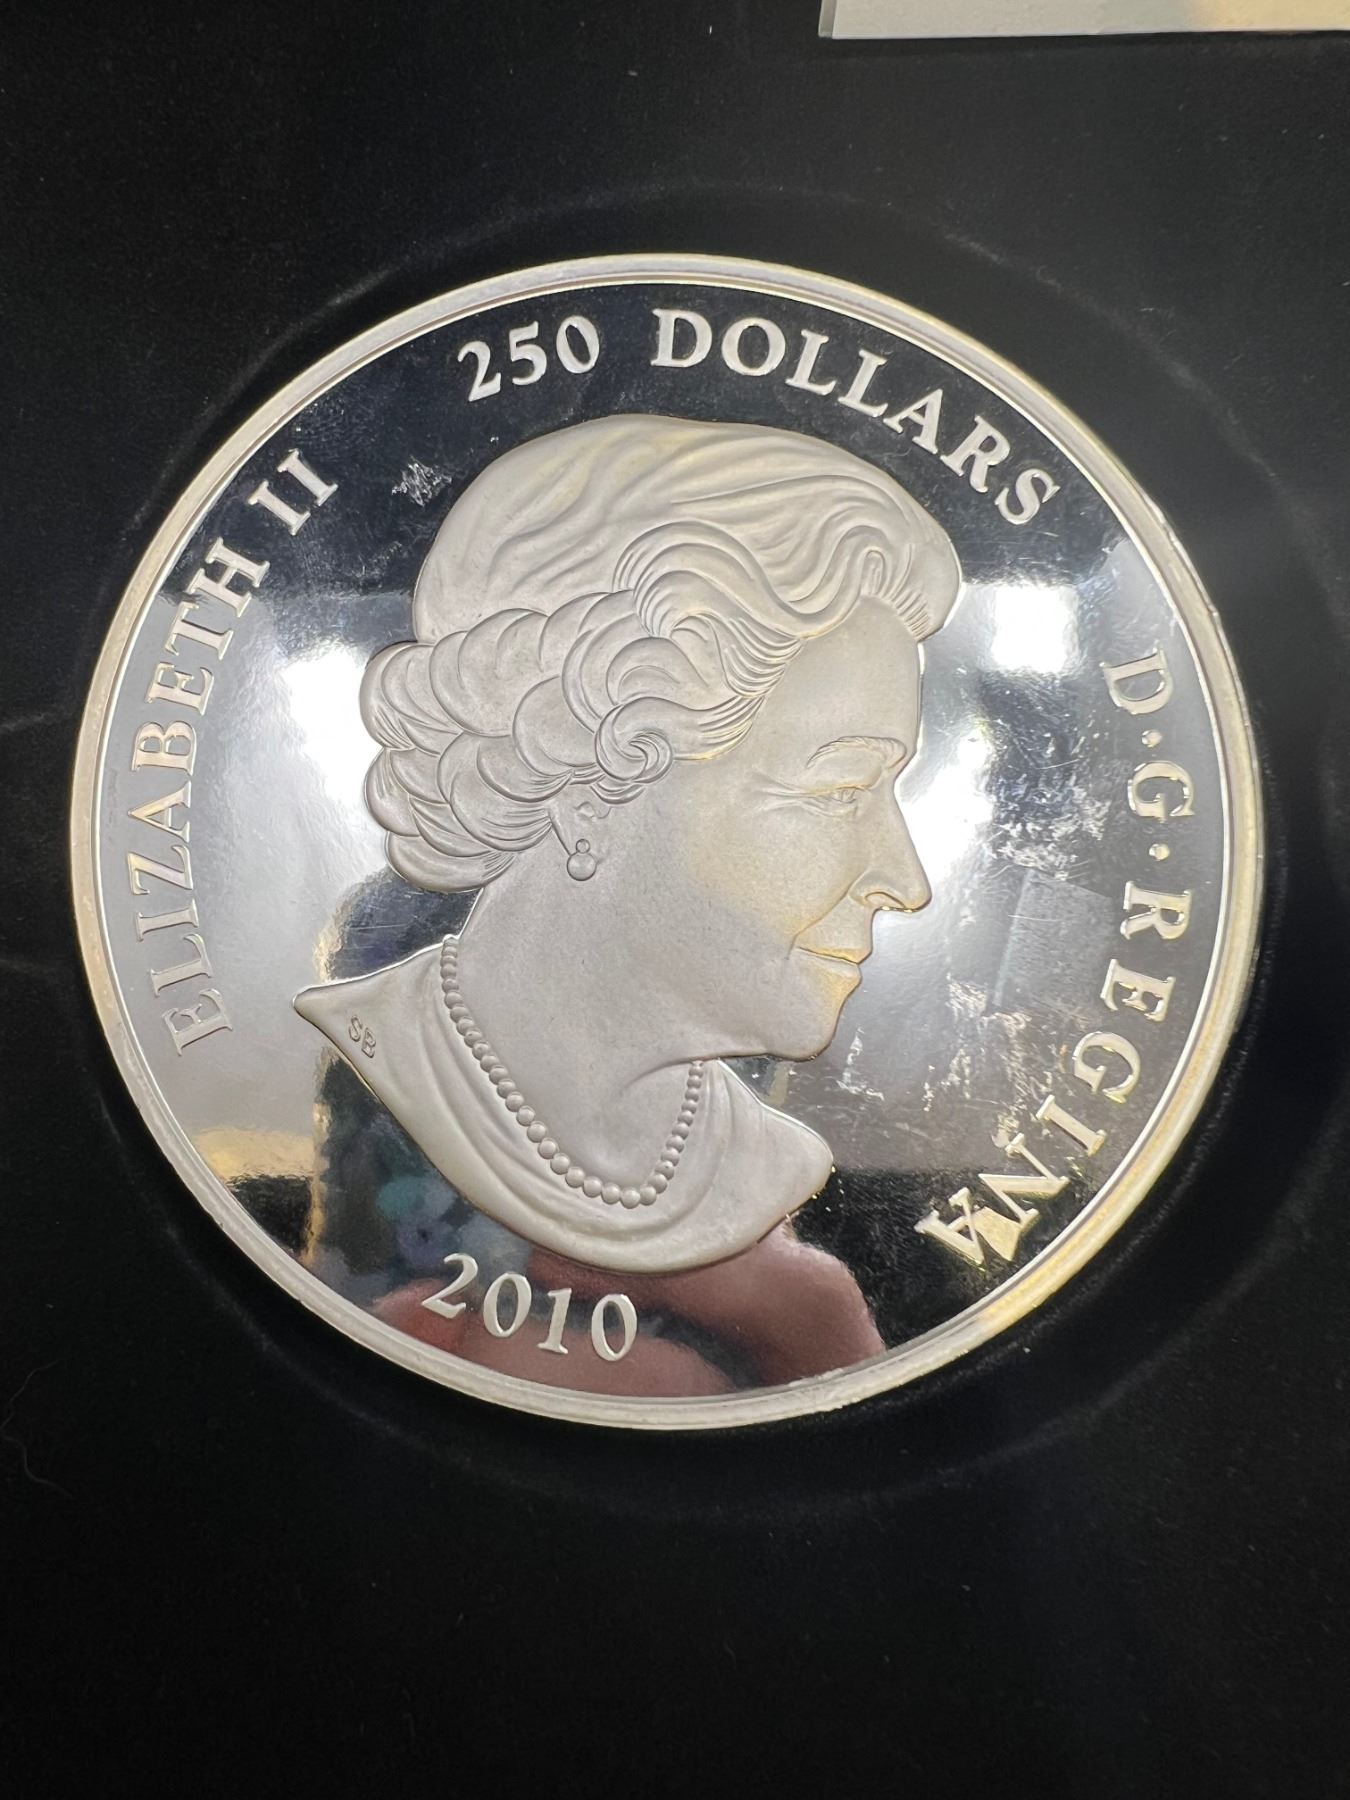 ELIZABETH II
250 DOLLARS
D·G·REGINA
SB
2010